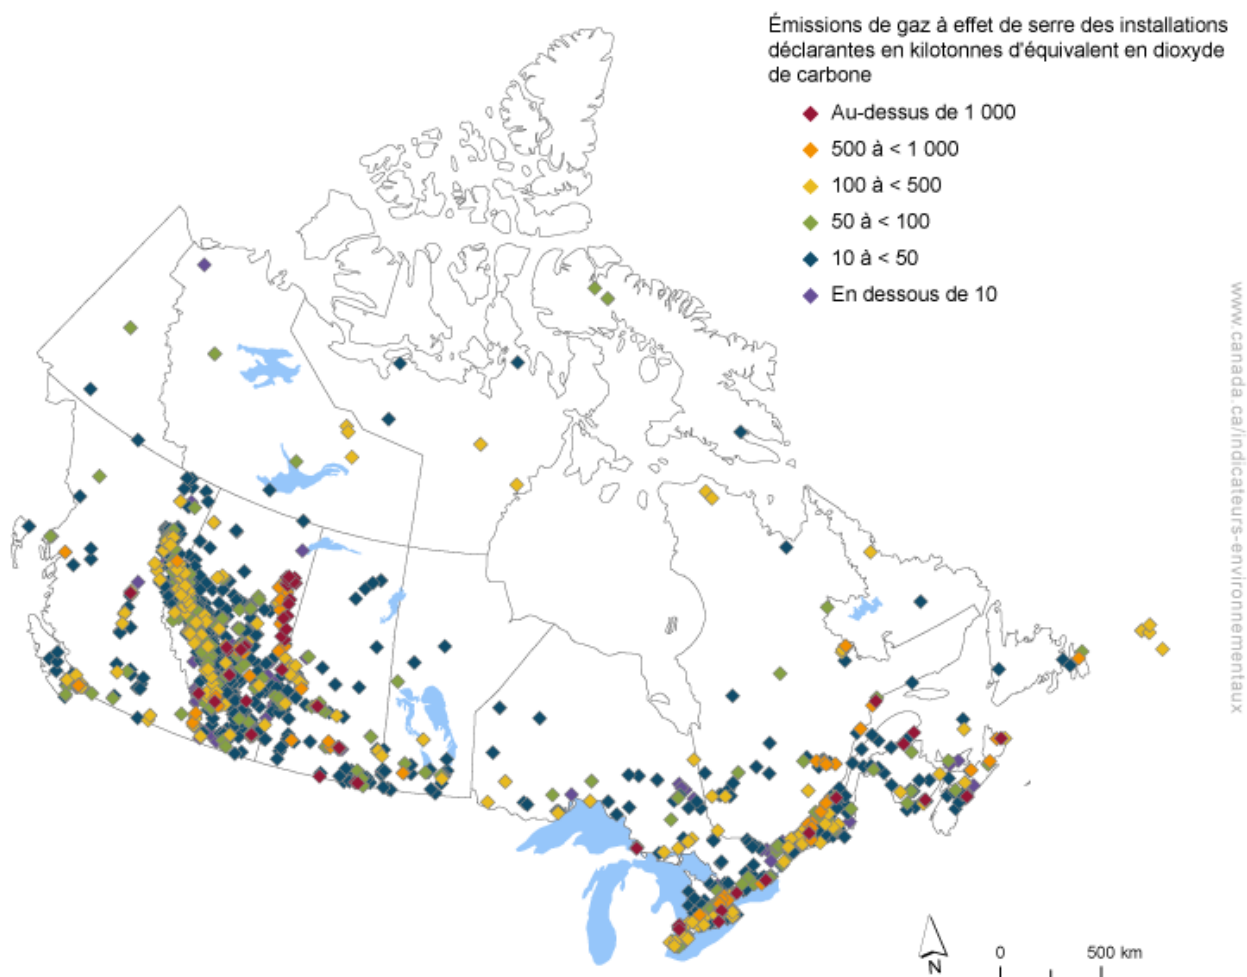 Émissions de gaz à effet de serre des installations
déclarantes en kilotonnes d'équivalent en dioxyde
de carbone
Au-dessus de 1 000
500 à < 1 000
100 à < 500
50 à < 100
10 à < 50
En dessous de 10
www.canada.ca/indicateurs-environnementaux
N
0 500 km